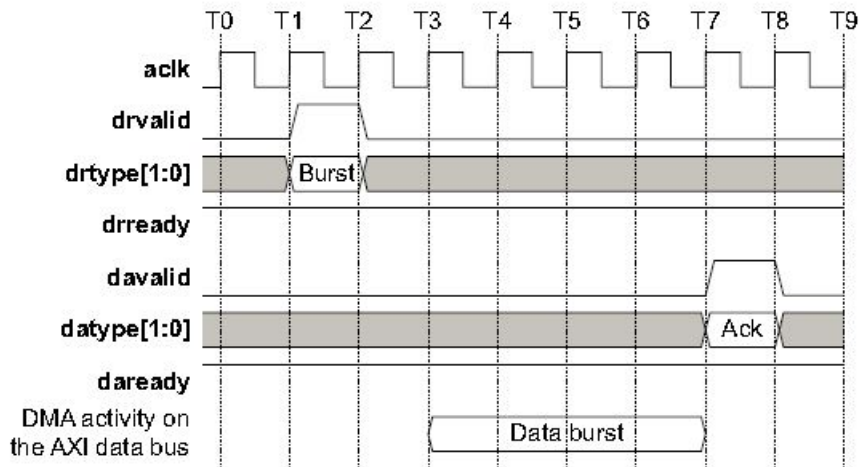 T0 T1 T2 T3 T4 T5 T6 T7 T8 T9
aclk
drvalid
drtype[1:0] Burst
drready
davalid
datype[1:0] Ack
daready
DMA activity on
the AXI data bus Data burst